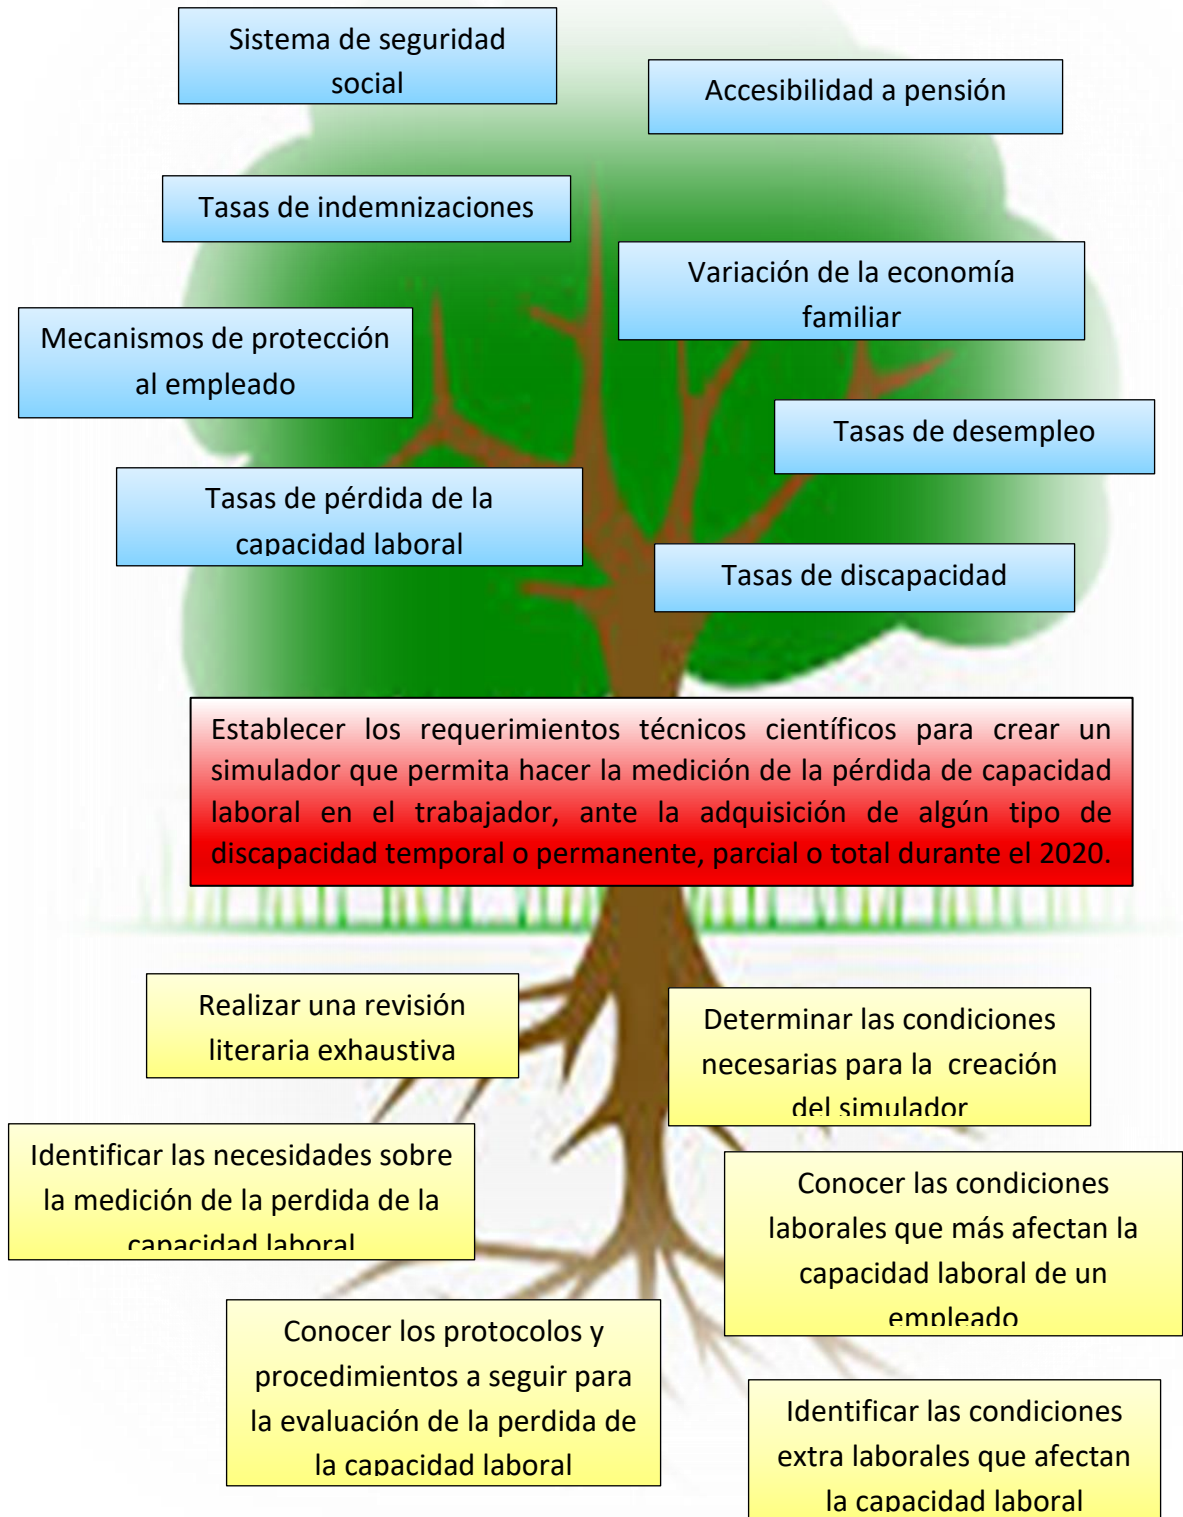 Sistema de seguridad
social
Accesibilidad a pensión
Tasas de indemnizaciones
Variación de la economía
familiar
Mecanismos de protección
al empleado
Tasas de desempleo
Tasas de pérdida de la
capacidad laboral
Tasas de discapacidad
Establecer los requerimientos técnicos científicos para crear un
simulador que permita hacer la medición de la pérdida de capacidad
laboral en el trabajador, ante la adquisición de algún tipo de
discapacidad temporal o permanente, parcial o total durante el 2020.
Realizar una revisión
literaria exhaustiva
Determinar las condiciones
necesarias para la creación
del simulador
Identificar las necesidades sobre
la medición de la perdida de la
capacidad laboral
Conocer las condiciones
laborales que más afectan la
capacidad laboral de un
empleado
Conocer los protocolos y
procedimientos a seguir para
la evaluación de la perdida de
la capacidad laboral
Identificar las condiciones
extra laborales que afectan
la capacidad laboral